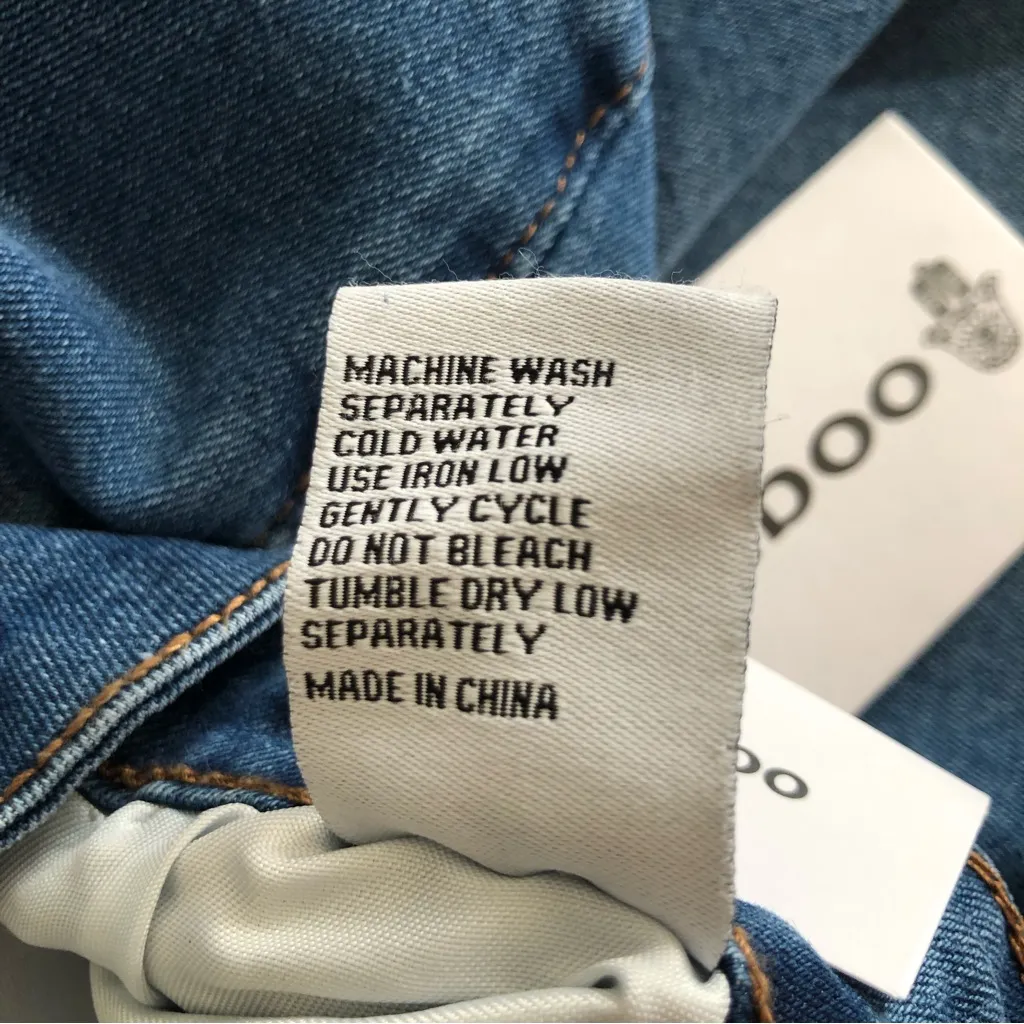 MACHINE WASH
SEPARATELY
COLD WATER
USE IRON LOW
GENTLY CYCLE
DO NOT BLEACH
TUMBLE DRY LOW
SEPARATELY
MADE IN CHINA
DOO
OO